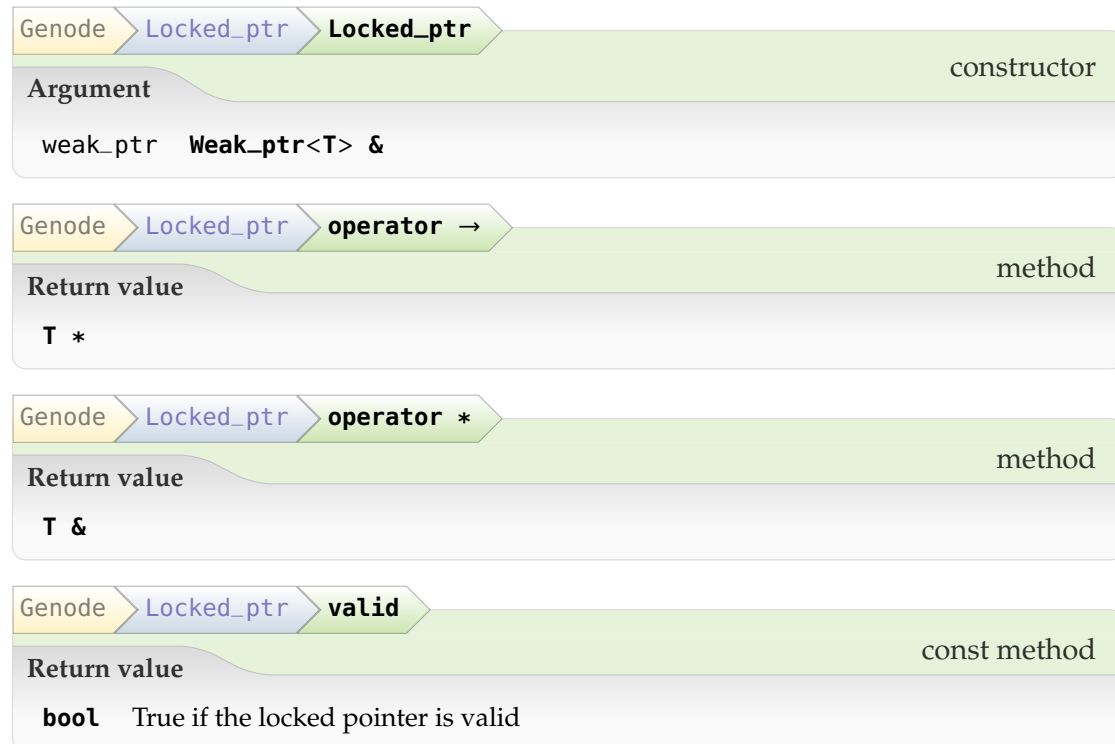 Genode Locked_ptr Locked_ptr
constructor
Argument
weak_ptr Weak_ptr<T> &
Genode Locked_ptr operator →
method
Return value
T *
Genode Locked_ptr operator *
method
Return value
T &
Genode Locked_ptr valid
const method
Return value
bool True if the locked pointer is valid